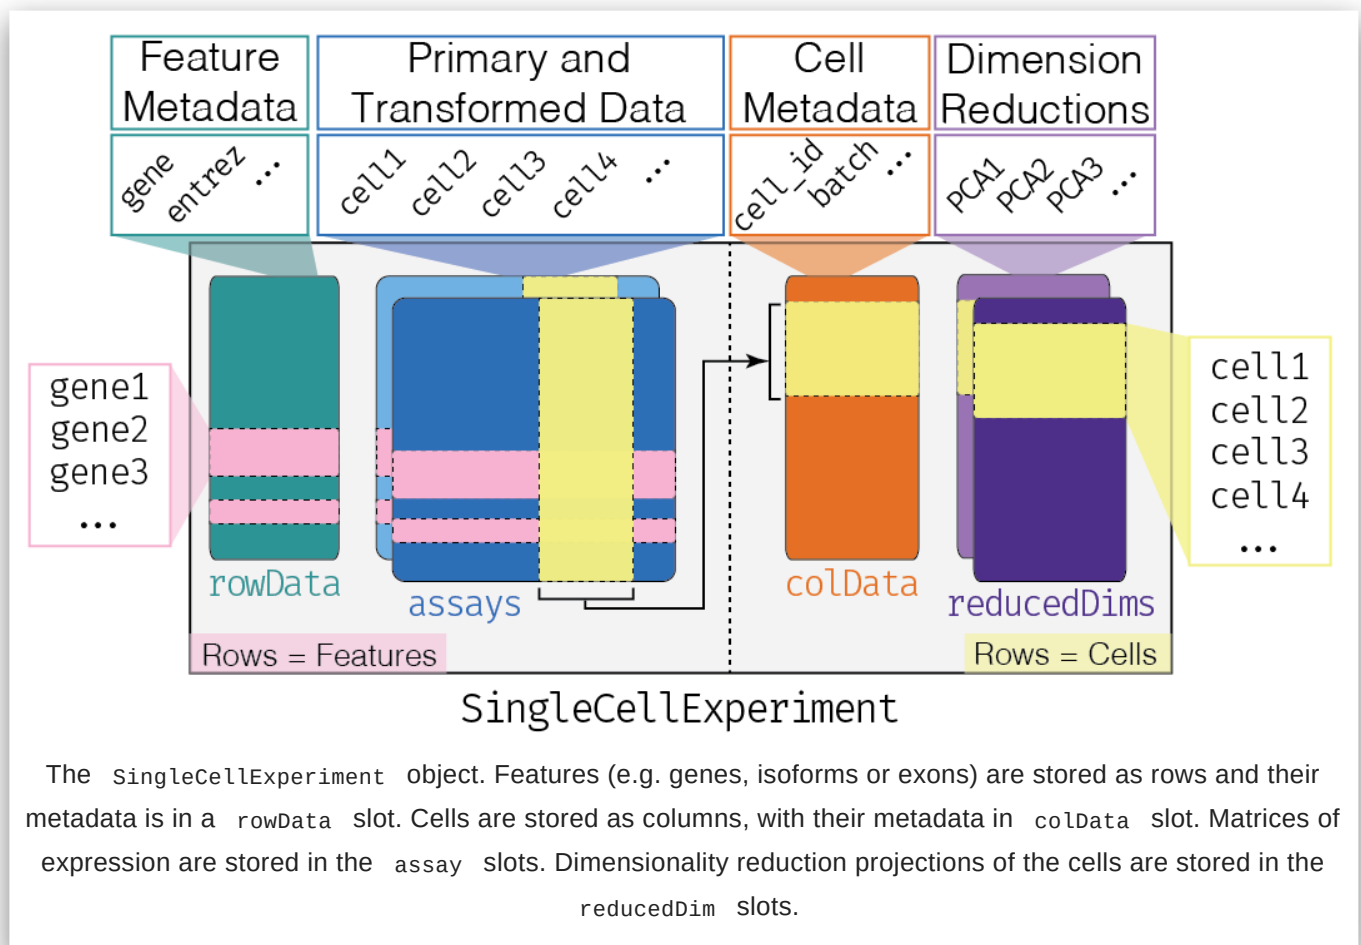 Feature
Metadata
Primary and
Transformed Data
Cell
Metadata
Dimension
Reductions
gene
entrez
...
cell1
cell2
cell3
cell4
...
cell_id
batch
...
PCA1
PCA2
PCA3
...
gene1
gene2
gene3
...
cell1
cell2
cell3
cell4
...
rowData
assays
colData
reducedDims
Rows = Features
Rows = Cells
SingleCellExperiment
The SingleCellExperiment object. Features (e.g. genes, isoforms or exons) are stored as rows and their
metadata is in a rowData slot. Cells are stored as columns, with their metadata in colData slot. Matrices of
expression are stored in the assay slots. Dimensionality reduction projections of the cells are stored in the
reducedDim slots.